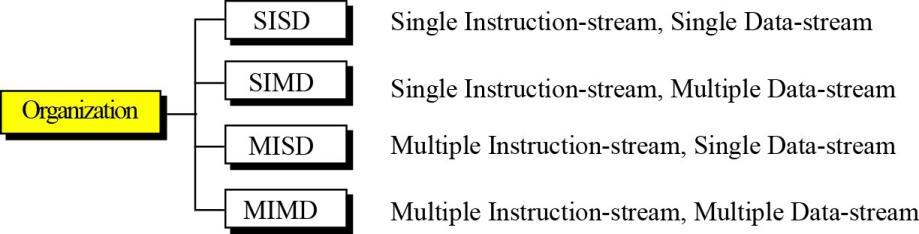 SISD Single Instruction-stream, Single Data-stream
SIMD Single Instruction-stream, Multiple Data-stream
Organization
MISD Multiple Instruction-stream, Single Data-stream
MIMD Multiple Instruction-stream, Multiple Data-stream